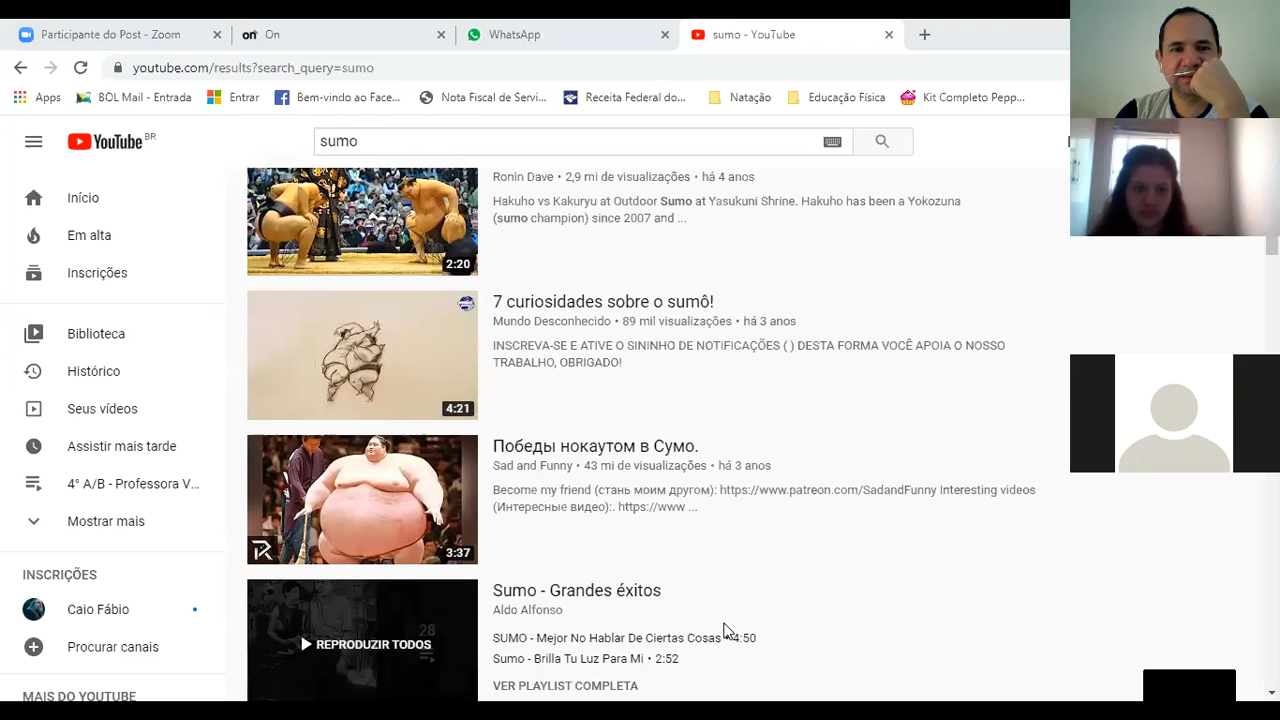 Participante do Post - Zoom
on On
WhatsApp
sumo - YouTube
youtube.com/results?search_query=sumo
Apps
BOL Mail - Entrada
Entrar
Bem-vindo ao Face...
Nota Fiscal de Servi...
Receita Federal do...
Natação
Educação Física
Kit Completo Pepp...
YouTube BR
sumo
Início
Em alta
Inscrições
Biblioteca
Histórico
Seus vídeos
Assistir mais tarde
4° A/B - Professora V...
Mostrar mais
INSCRIÇÕES
Caio Fábio
Procurar canais
MAIS DO YOUTUBE
Ronin Dave • 2,9 mi de visualizações • há 4 anos
Hakuho vs Kakuryu at Outdoor Sumo at Yasukuni Shrine. Hakuho has been a Yokozuna
(sumo champion) since 2007 and ...
2:20
7 curiosidades sobre o sumô!
Mundo Desconhecido • 89 mil visualizações • há 3 anos
INSCREVA-SE E ATIVE O SININHO DE NOTIFICAÇÕES ( ) DESTA FORMA VOCÊ APOIA O NOSSO
TRABALHO, OBRIGADO!
4:21
Победы нокаутом в Сумо.
Sad and Funny • 43 mi de visualizações • há 3 anos
Become my friend (стань моим другом): https://www.patreon.com/SadandFunny Interesting videos
(Интересные видео):. https://www ...
3:37
Sumo - Grandes éxitos
Aldo Alfonso
SUMO - Mejor No Hablar De Ciertas Cosas • 4:50
Sumo - Brilla Tu Luz Para Mi • 2:52
VER PLAYLIST COMPLETA
28
REPRODUZIR TODOS